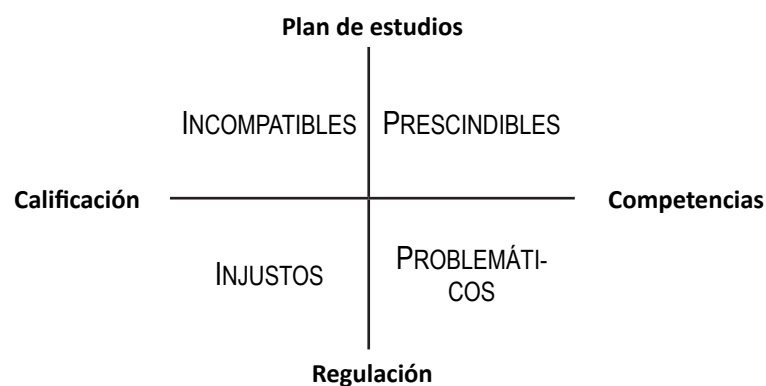 Plan de estudios
INCOMPATIBLES PRESCINDIBLES
Calificación Competencias
INJUSTOS PROBLEMÁTI-
COS
Regulación